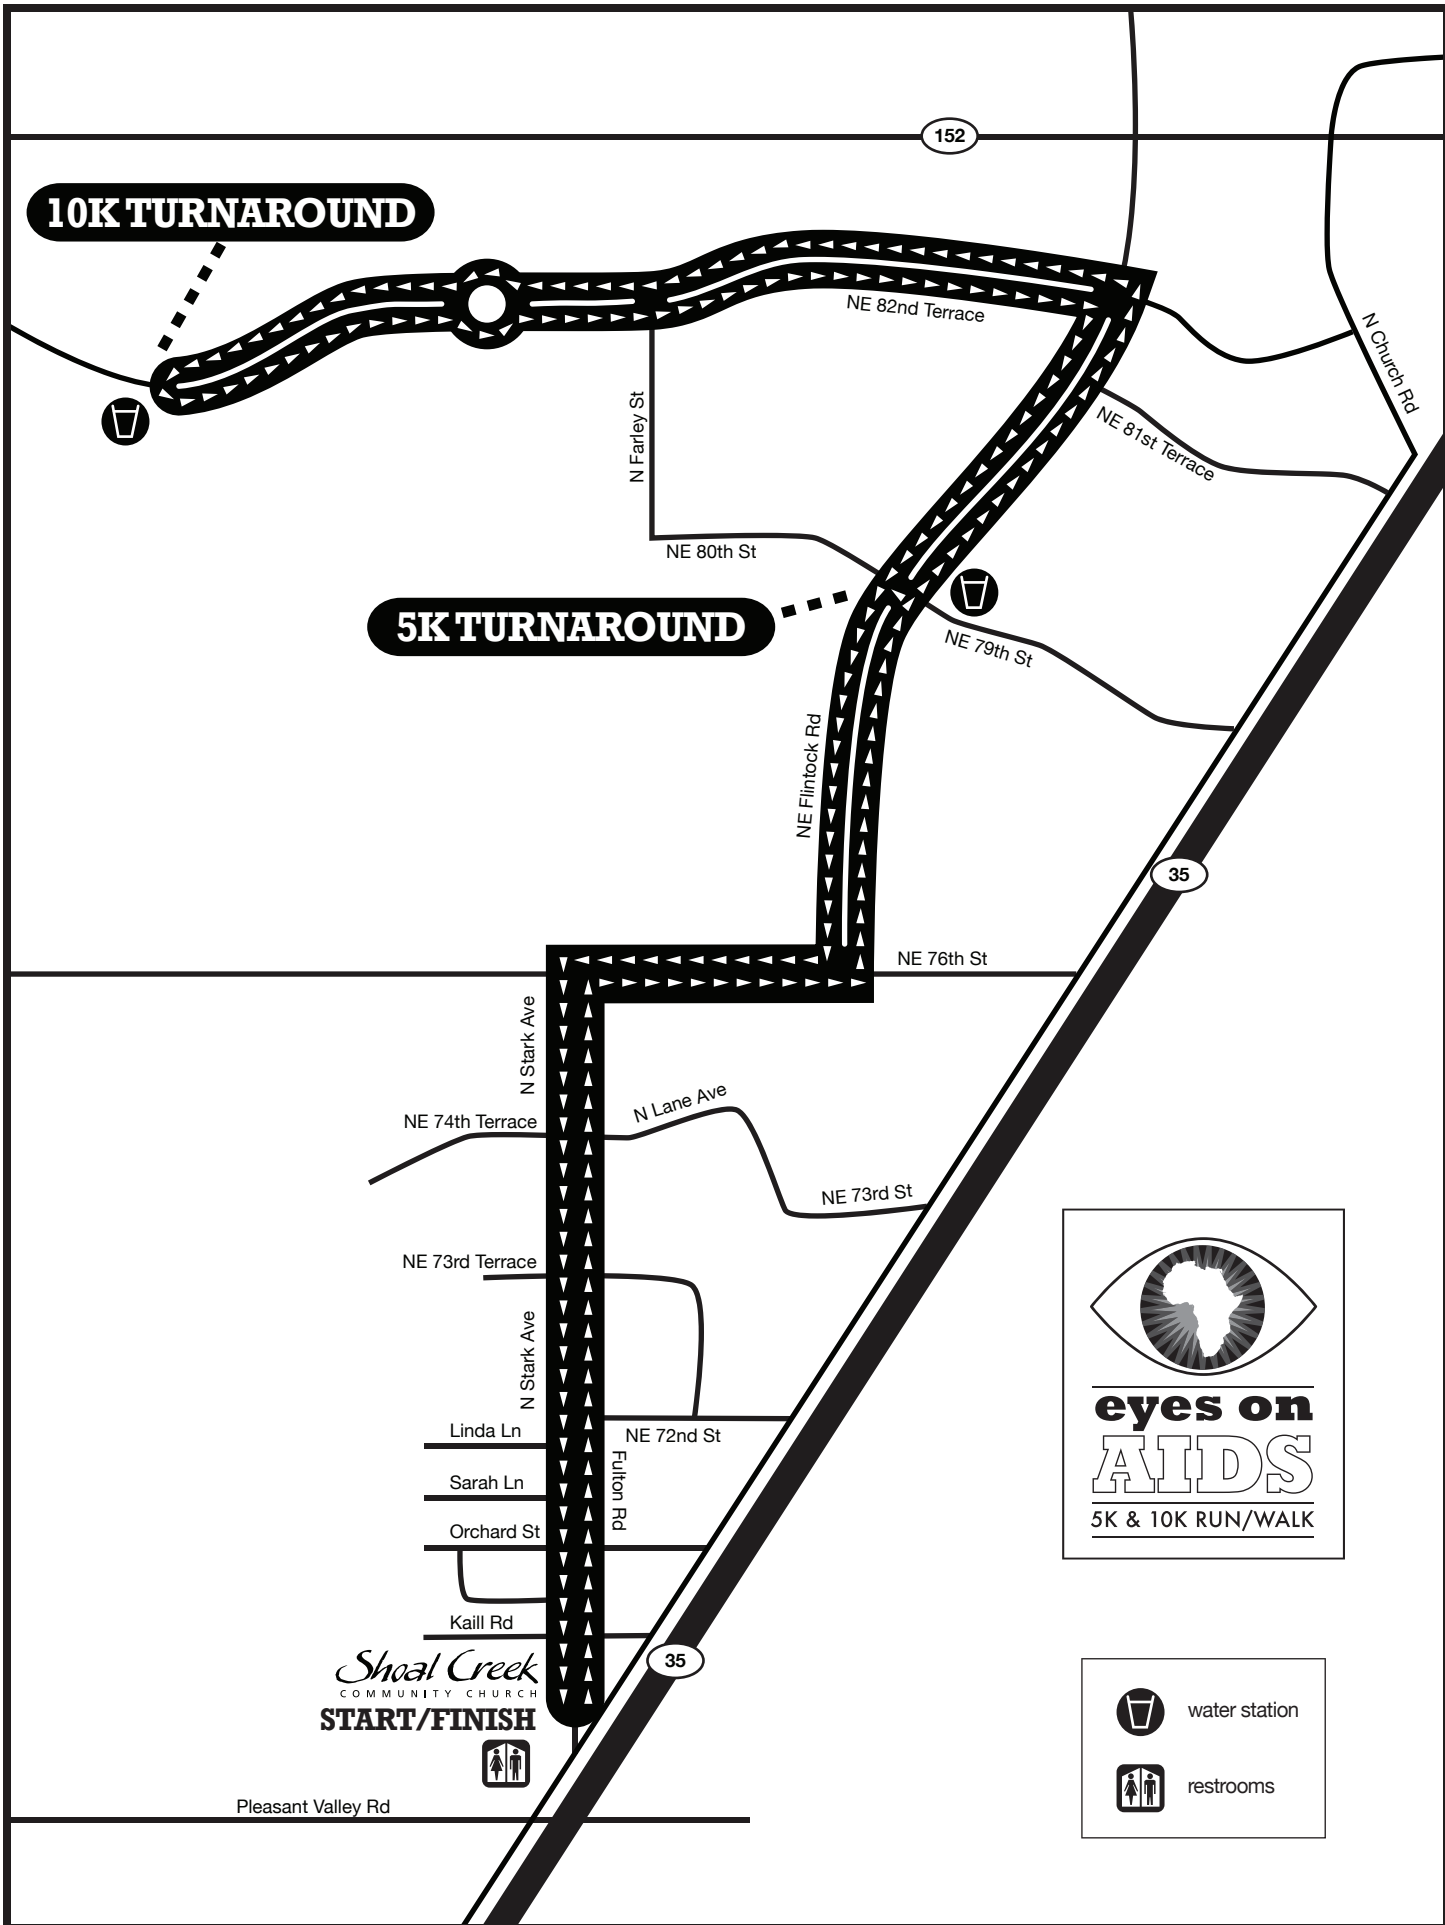 152
10K TURNAROUND
NE 82nd Terrace
N Church Rd
N Farley St
NE 81st Terrace
NE 80th St
5K TURNAROUND
NE 79th St
NE Flintock Rd
35
NE 76th St
N Stark Ave
NE 74th Terrace
N Lane Ave
NE 73rd St
NE 73rd Terrace
N Stark Ave
Linda Ln
NE 72nd St
Fulton Rd
Sarah Ln
Orchard St
Kaill Rd
Shoal Creek
COMMUNITY CHURCH
START/FINISH
35
Pleasant Valley Rd
eyes on
AIDS
5K & 10K RUN/WALK
water station
restrooms